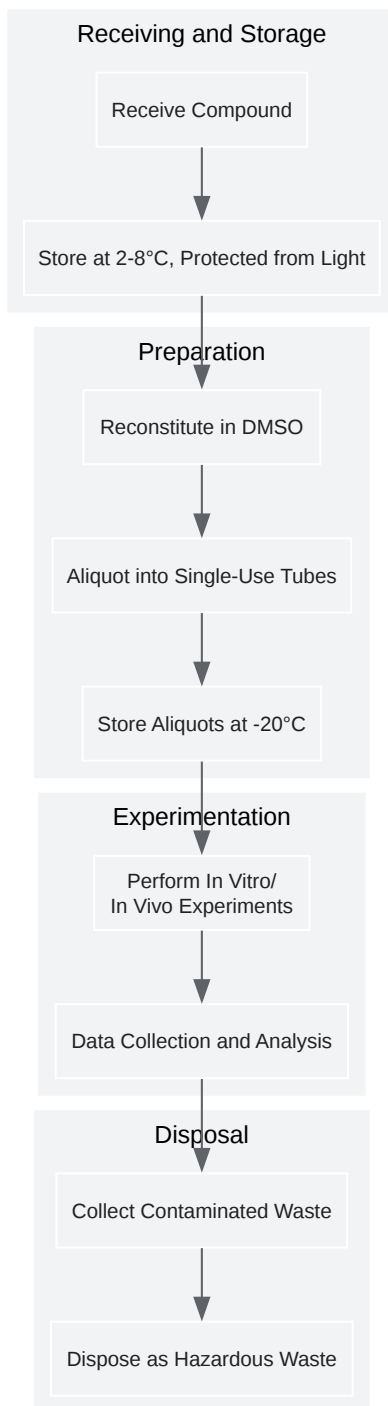 Receiving and Storage
Receive Compound
Store at 2-8°C, Protected from Light
Preparation
Reconstitute in DMSO
Aliquot into Single-Use Tubes
Store Aliquots at -20°C
Experimentation
Perform In Vitro/
In Vivo Experiments
Data Collection and Analysis
Disposal
Collect Contaminated Waste
Dispose as Hazardous Waste